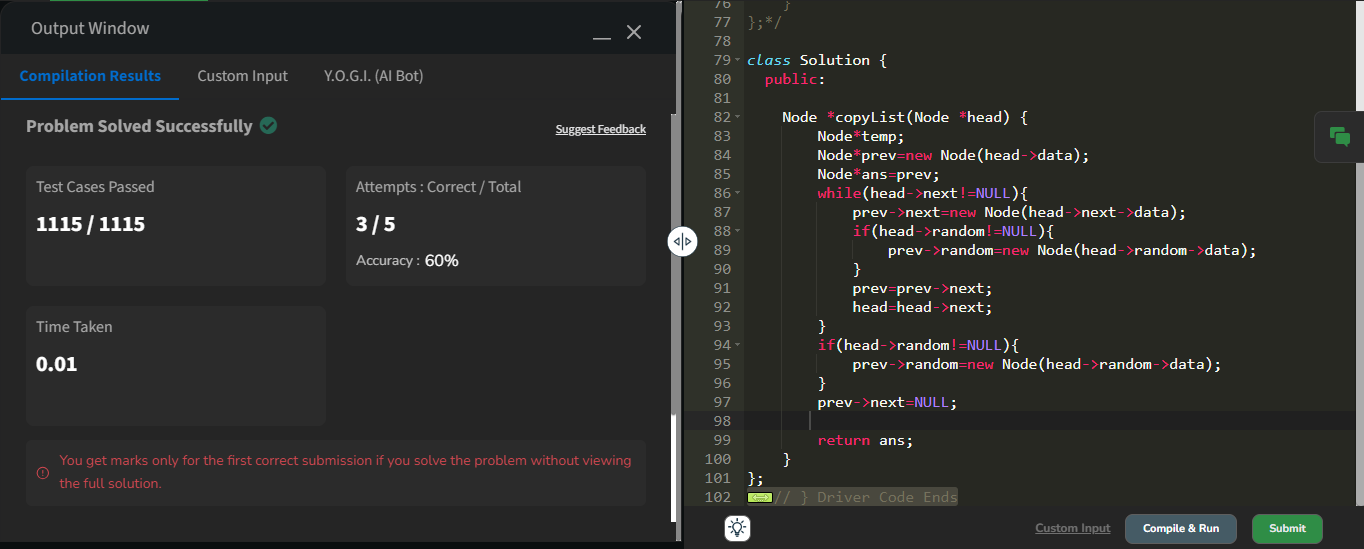 Output Window
Compilation Results
Custom Input
Y.O.G.I. (AI Bot)
Problem Solved Successfully
Suggest Feedback
Test Cases Passed
1115 / 1115
Attempts : Correct / Total
3 / 5
Accuracy : 60%
Time Taken
0.01
You get marks only for the first correct submission if you solve the problem without viewing
the full solution.
76 }
77 };*/
78
79 class Solution {
80 public:
81
82 Node *copyList(Node *head) {
83 Node*temp;
84 Node*prev=new Node(head->data);
85 Node*ans=prev;
86 while(head->next!=NULL){
87 prev->next=new Node(head->next->data);
88 if(head->random!=NULL){
89 prev->random=new Node(head->random->data);
90 }
91 prev=prev->next;
92 head=head->next;
93 }
94 if(head->random!=NULL){
95 prev->random=new Node(head->random->data);
96 }
97 prev->next=NULL;
98
99 return ans;
100 }
101 };
102 // } Driver Code Ends
Custom Input
Compile & Run
Submit